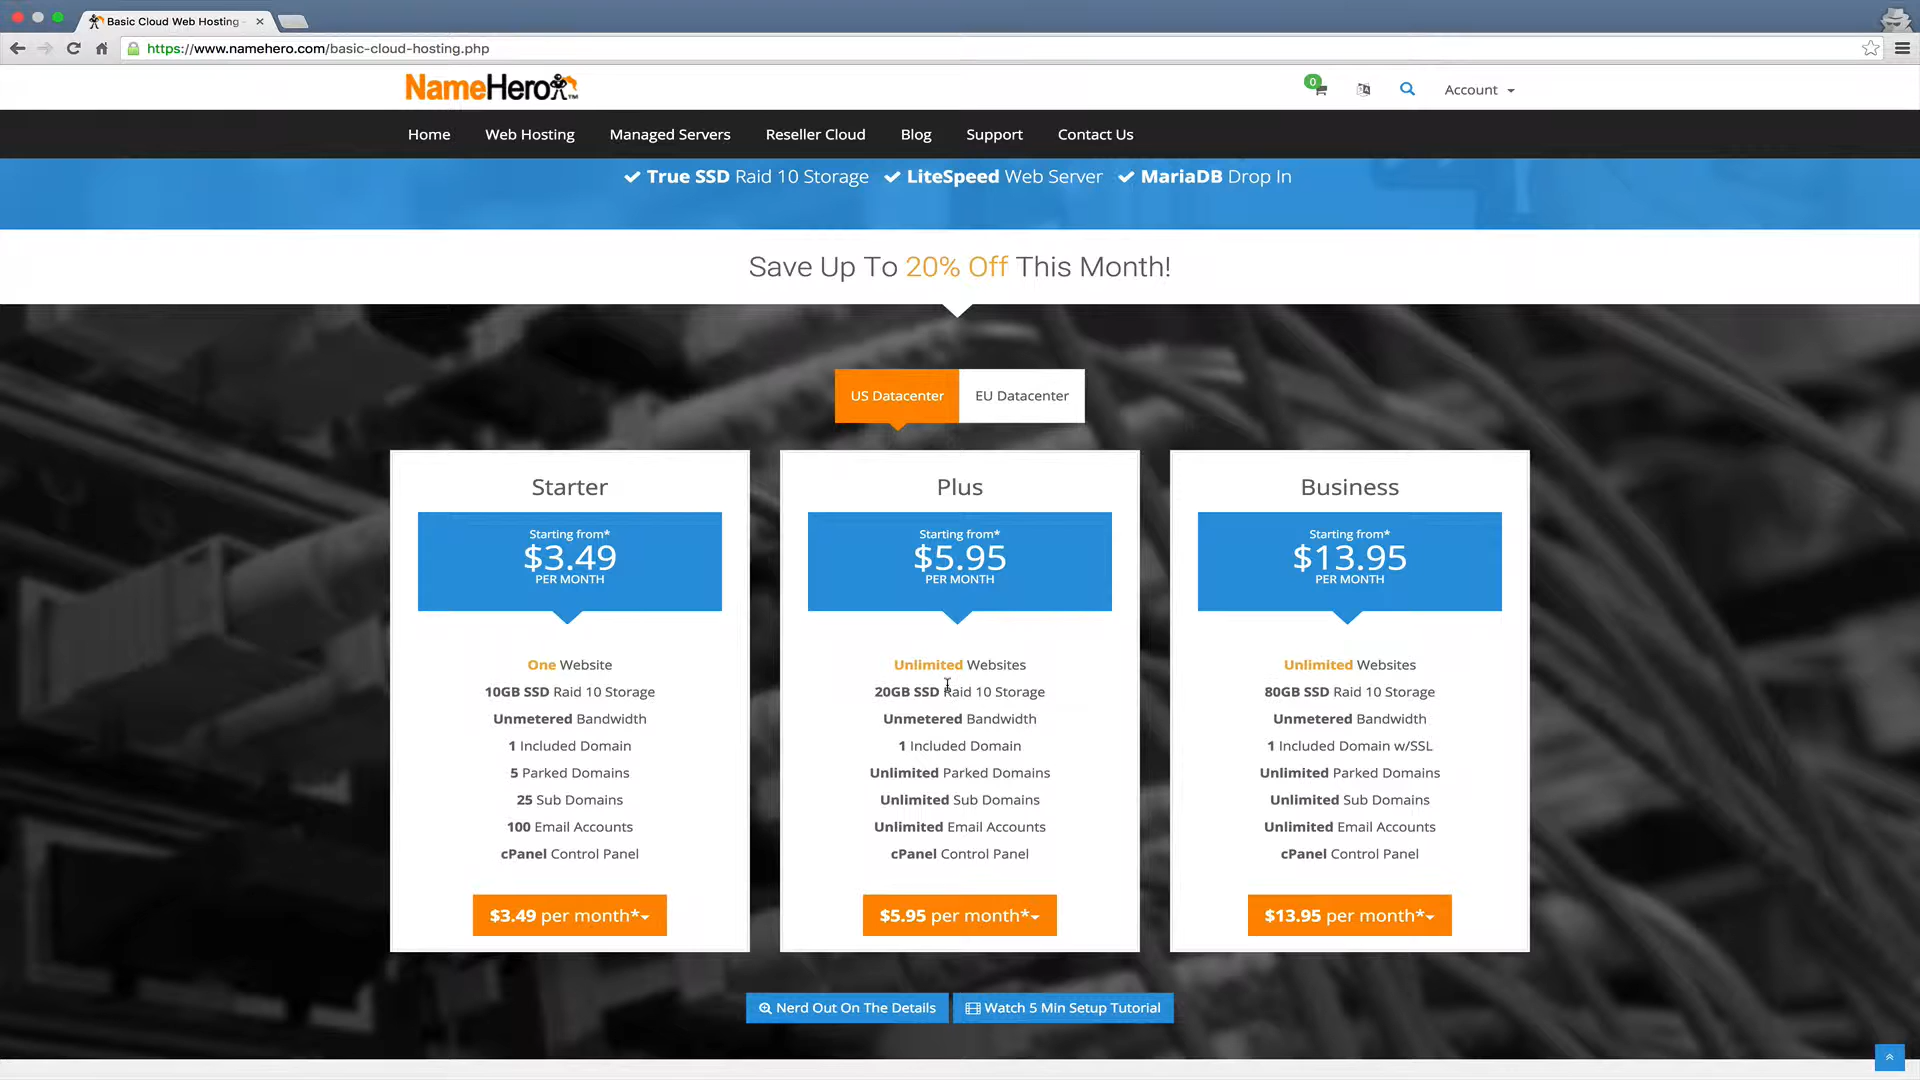 Basic Cloud Web Hosting -
https://www.namehero.com/basic-cloud-hosting.php
NameHero™
0
Account
Home
Web Hosting
Managed Servers
Reseller Cloud
Blog
Support
Contact Us
True SSD Raid 10 Storage
LiteSpeed Web Server
MariaDB Drop In
Save Up To 20% Off This Month!
US Datacenter
EU Datacenter
Starter
Starting from*
$3.49
PER MONTH
One Website
10GB SSD Raid 10 Storage
Unmetered Bandwidth
1 Included Domain
5 Parked Domains
25 Sub Domains
100 Email Accounts
cPanel Control Panel
$3.49 per month*
Plus
Starting from*
$5.95
PER MONTH
Unlimited Websites
20GB SSD Raid 10 Storage
Unmetered Bandwidth
1 Included Domain
Unlimited Parked Domains
Unlimited Sub Domains
Unlimited Email Accounts
cPanel Control Panel
$5.95 per month*
Business
Starting from*
$13.95
PER MONTH
Unlimited Websites
80GB SSD Raid 10 Storage
Unmetered Bandwidth
1 Included Domain w/SSL
Unlimited Parked Domains
Unlimited Sub Domains
Unlimited Email Accounts
cPanel Control Panel
$13.95 per month*
Nerd Out On The Details
Watch 5 Min Setup Tutorial